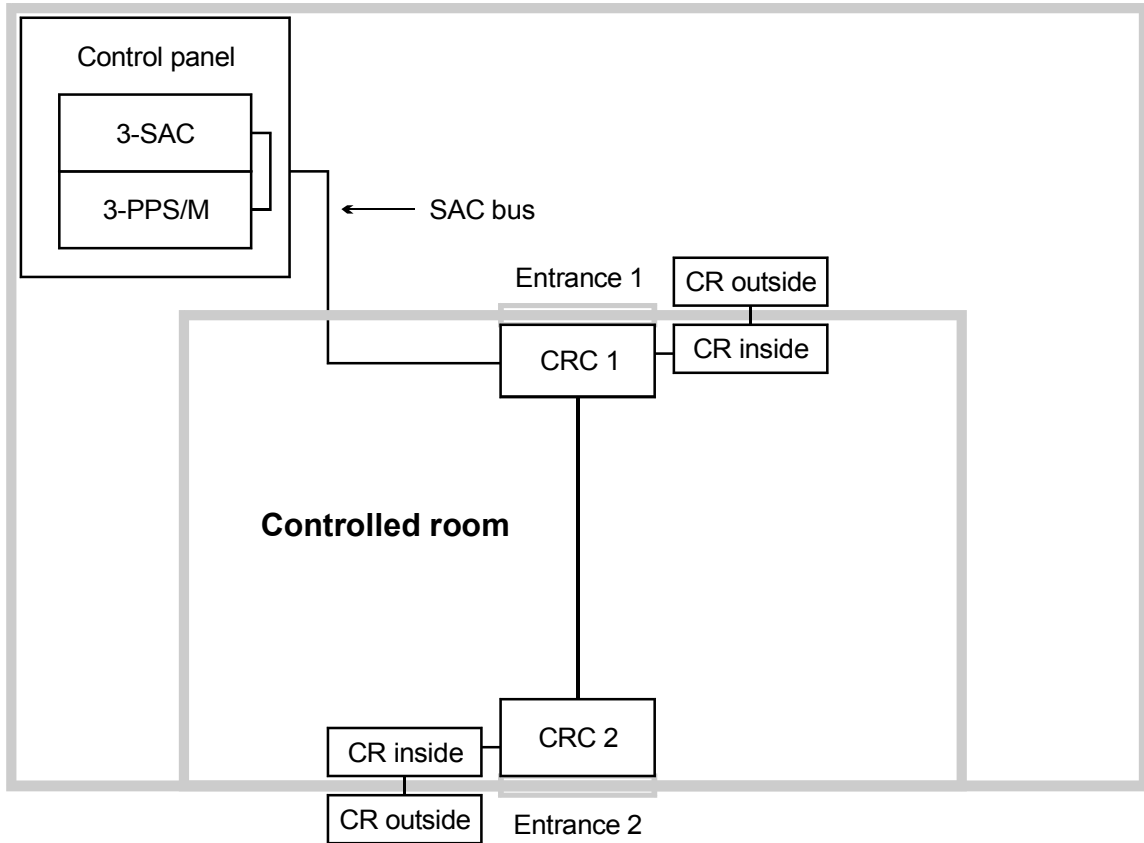 Control panel
3-SAC
3-PPS/M
SAC bus
Entrance 1
CR outside
CRC 1
CR inside
Controlled room
CRC 2
CR inside
CR outside
Entrance 2